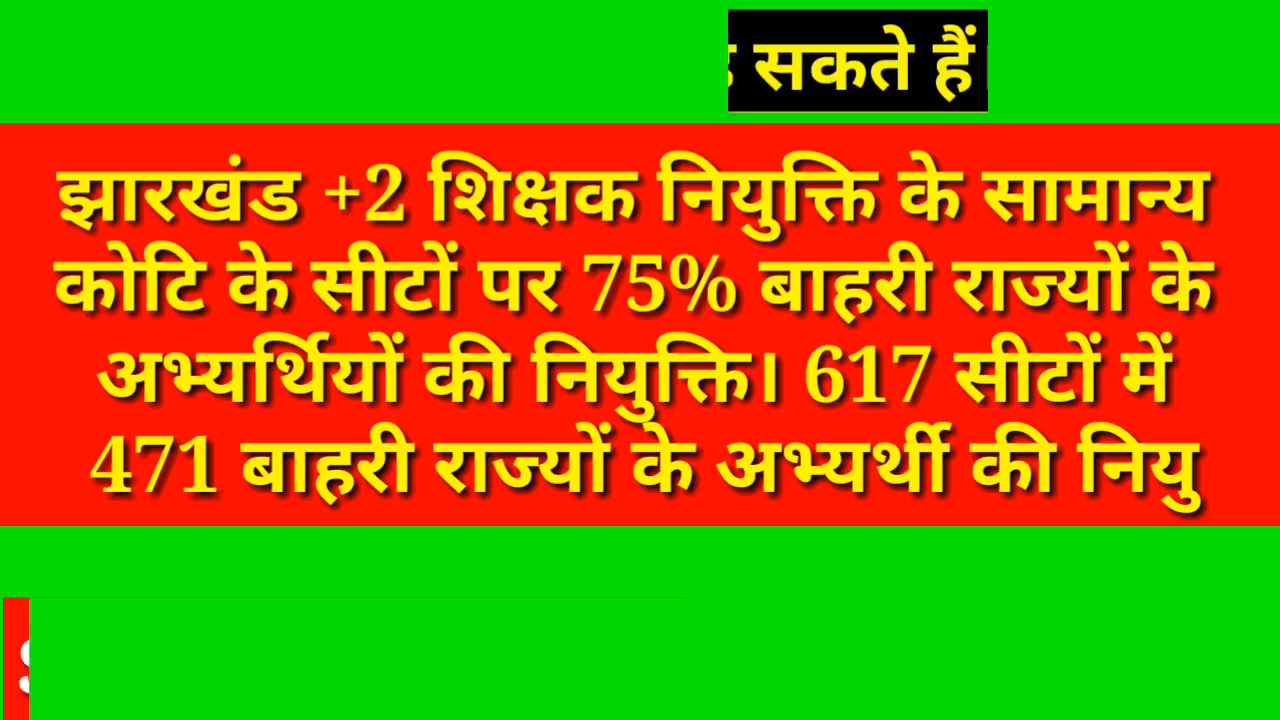 सकते हैं
झारखंड +2 शिक्षक नियुक्ति के सामान्य
कोटि के सीटों पर 75% बाहरी राज्यों के
अभ्यर्थियों की नियुक्ति। 617 सीटों में
471 बाहरी राज्यों के अभ्यर्थी की नियु